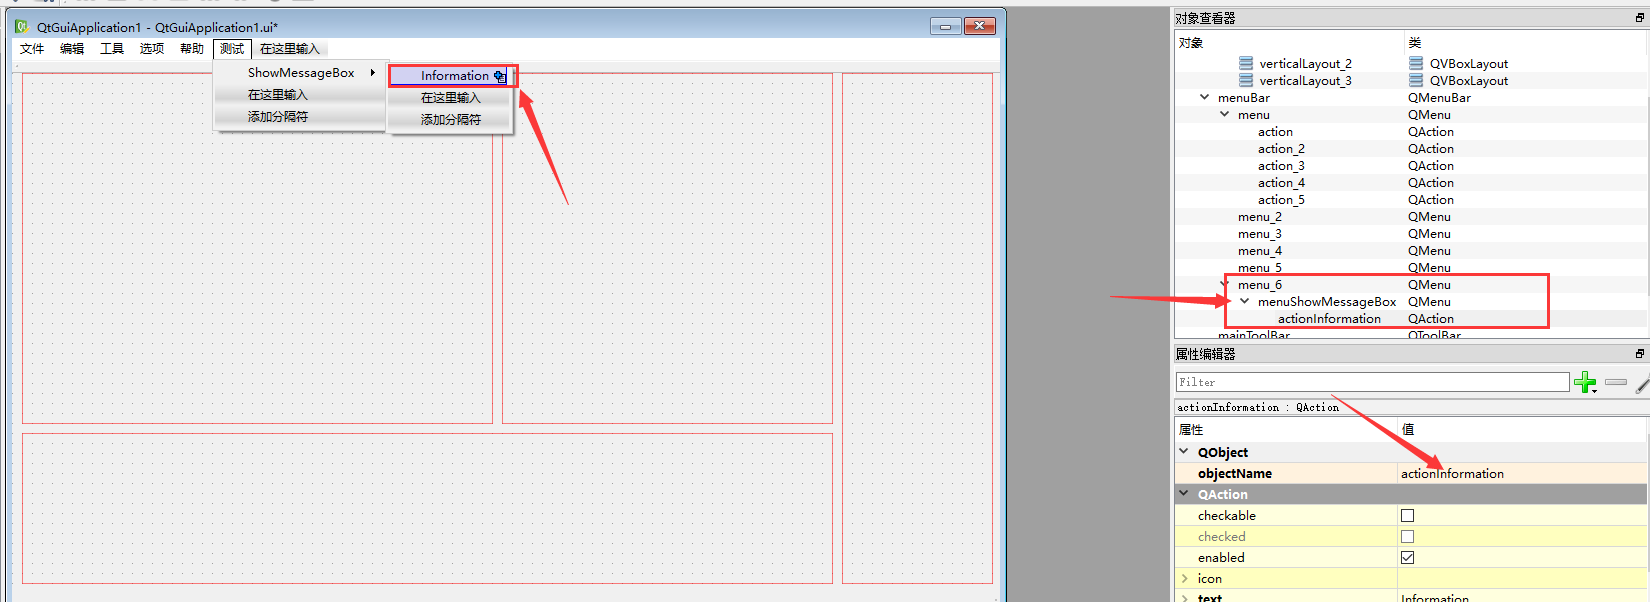 QtGuiApplication1 - QtGuiApplication1.ui*
文件 编辑 工具 选项 帮助 测试 在这里输入
ShowMessageBox
在这里输入
添加分隔符
Information
在这里输入
添加分隔符
对象查看器
对象 类
verticalLayout_2 QVBoxLayout
verticalLayout_3 QVBoxLayout
menuBar QMenuBar
menu QMenu
action QAction
action_2 QAction
action_3 QAction
action_4 QAction
action_5 QAction
menu_2 QMenu
menu_3 QMenu
menu_4 QMenu
menu_5 QMenu
menu_6 QMenu
menuShowMessageBox QMenu
actionInformation QAction
mainToolBar QToolBar
属性编辑器
Filter
actionInformation : QAction
属性 值
QObject
objectName actionInformation
QAction
checkable
checked
enabled
icon
text Information